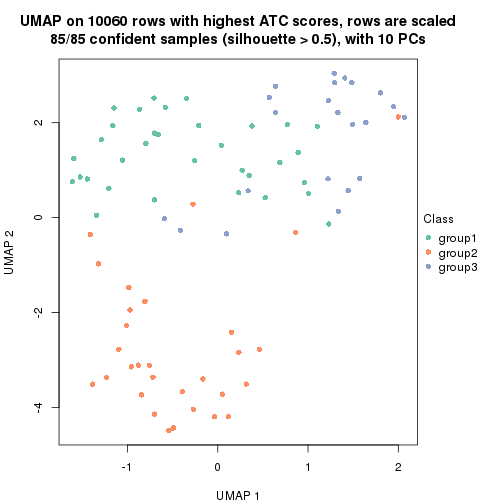 UMAP on 10060 rows with highest ATC scores, rows are scaled
85/85 confident samples (silhouette > 0.5), with 10 PCs
2
0
-2
-4
UMAP 2
-1
0
1
2
UMAP 1
Class
group1
group2
group3